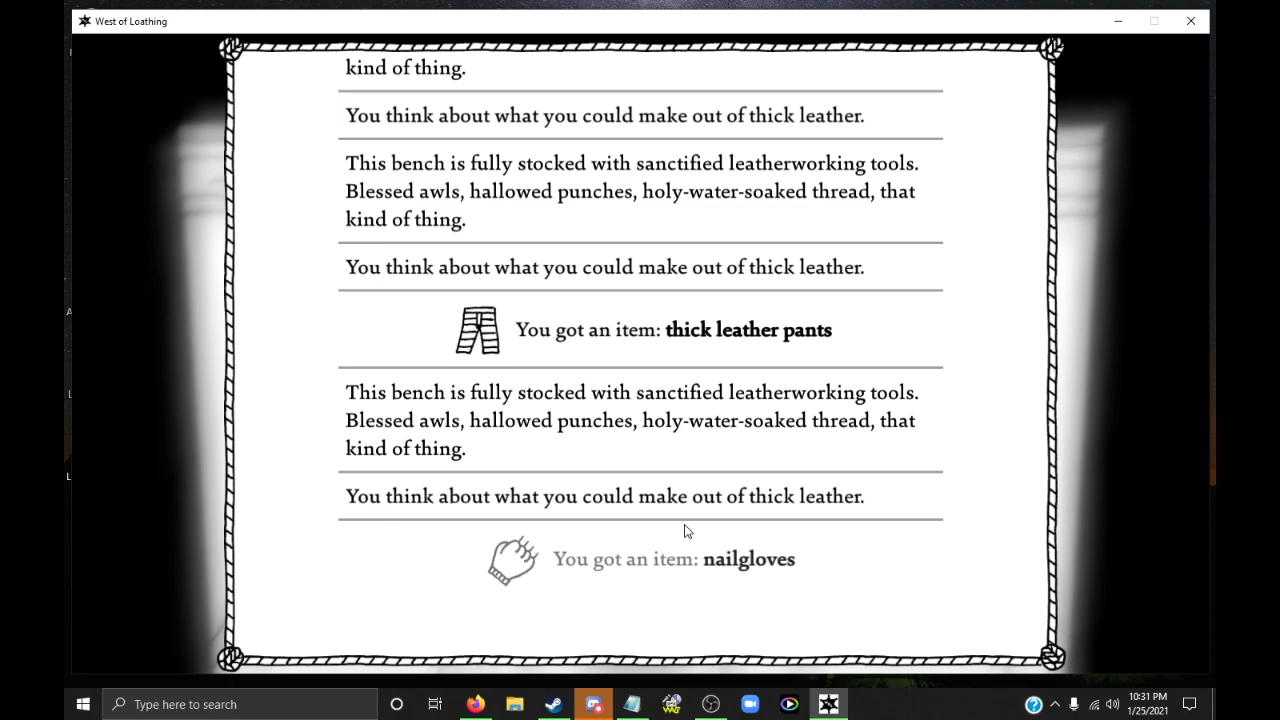 West of Loathing
kind of thing.
You think about what you could make out of thick leather.
This bench is fully stocked with sanctified leatherworking tools.
Blessed awls, hallowed punches, holy-water-soaked thread, that
kind of thing.
You think about what you could make out of thick leather.
You got an item: thick leather pants
This bench is fully stocked with sanctified leatherworking tools.
Blessed awls, hallowed punches, holy-water-soaked thread, that
kind of thing.
You think about what you could make out of thick leather.
You got an item: nailgloves
Type here to search
10:31 PM
1/25/2021